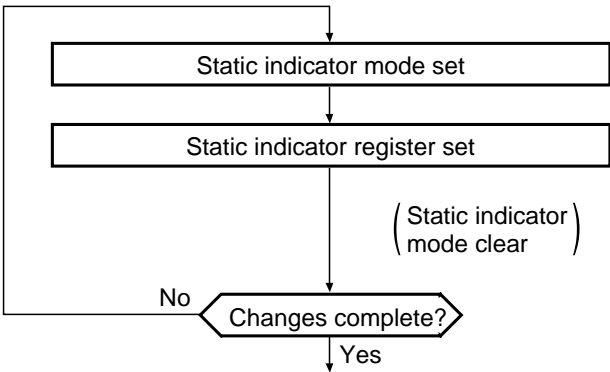 Static indicator mode set
Static indicator register set
(Static indicator
mode clear)
No
Changes complete?
Yes